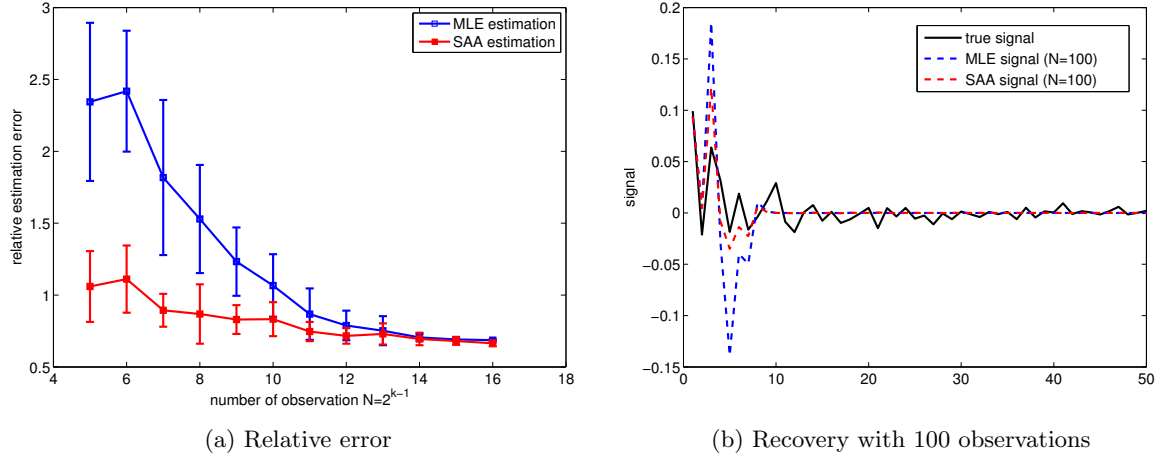 3
2.5
2
1.5
1
0.5
4
6
8
10
12
14
16
18
relative estimation error
number of observation N=2^{k−1}
MLE estimation
SAA estimation
(a) Relative error
0.2
0.15
0.1
0.05
0
−0.05
−0.1
−0.15
0
10
20
30
40
50
signal
true signal
MLE signal (N=100)
SAA signal (N=100)
(b) Recovery with 100 observations